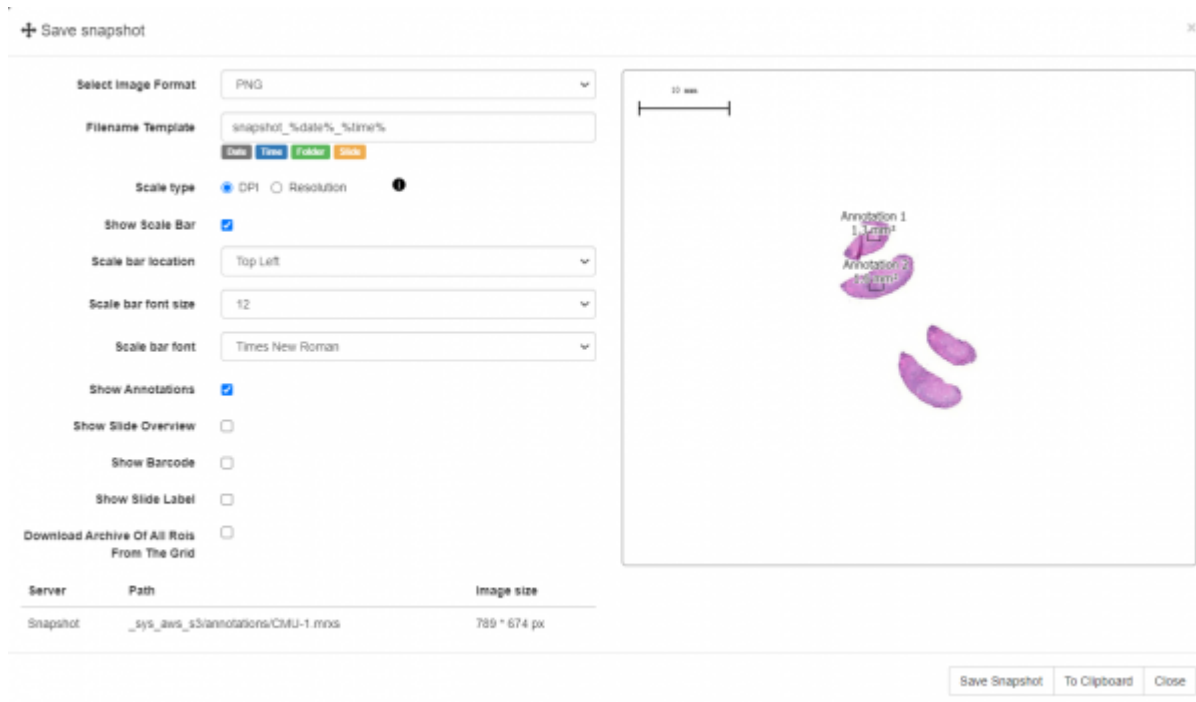 Save snapshot
×
Select Image Format PNG
Filename Template snapshot_%date%_%time%
Date Time Folder Slide
Scale type DPI Resolution
Show Scale Bar
Scale bar location Top Left
Scale bar font size 12
Scale bar font Times New Roman
Show Annotations
Show Slide Overview
Show Barcode
Show Slide Label
Download Archive Of All Rois
From The Grid
Server Path Image size
Snapshot _sys_aws_s3/annotations/CMU-1.mrxs 789 * 674 px
10 mm
Annotation 1
Annotation 2
Save Snapshot To Clipboard Close